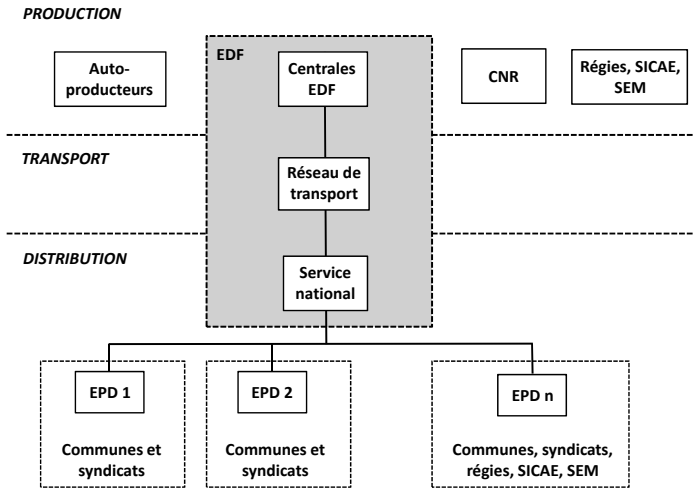 PRODUCTION
EDF
Auto-
producteurs
Centrales
EDF
CNR
Régies, SICAE,
SEM
TRANSPORT
Réseau de
transport
DISTRIBUTION
Service
national
EPD 1
EPD 2
EPD n
Communes et
syndicats
Communes et
syndicats
Communes, syndicats,
régies, SICAE, SEM